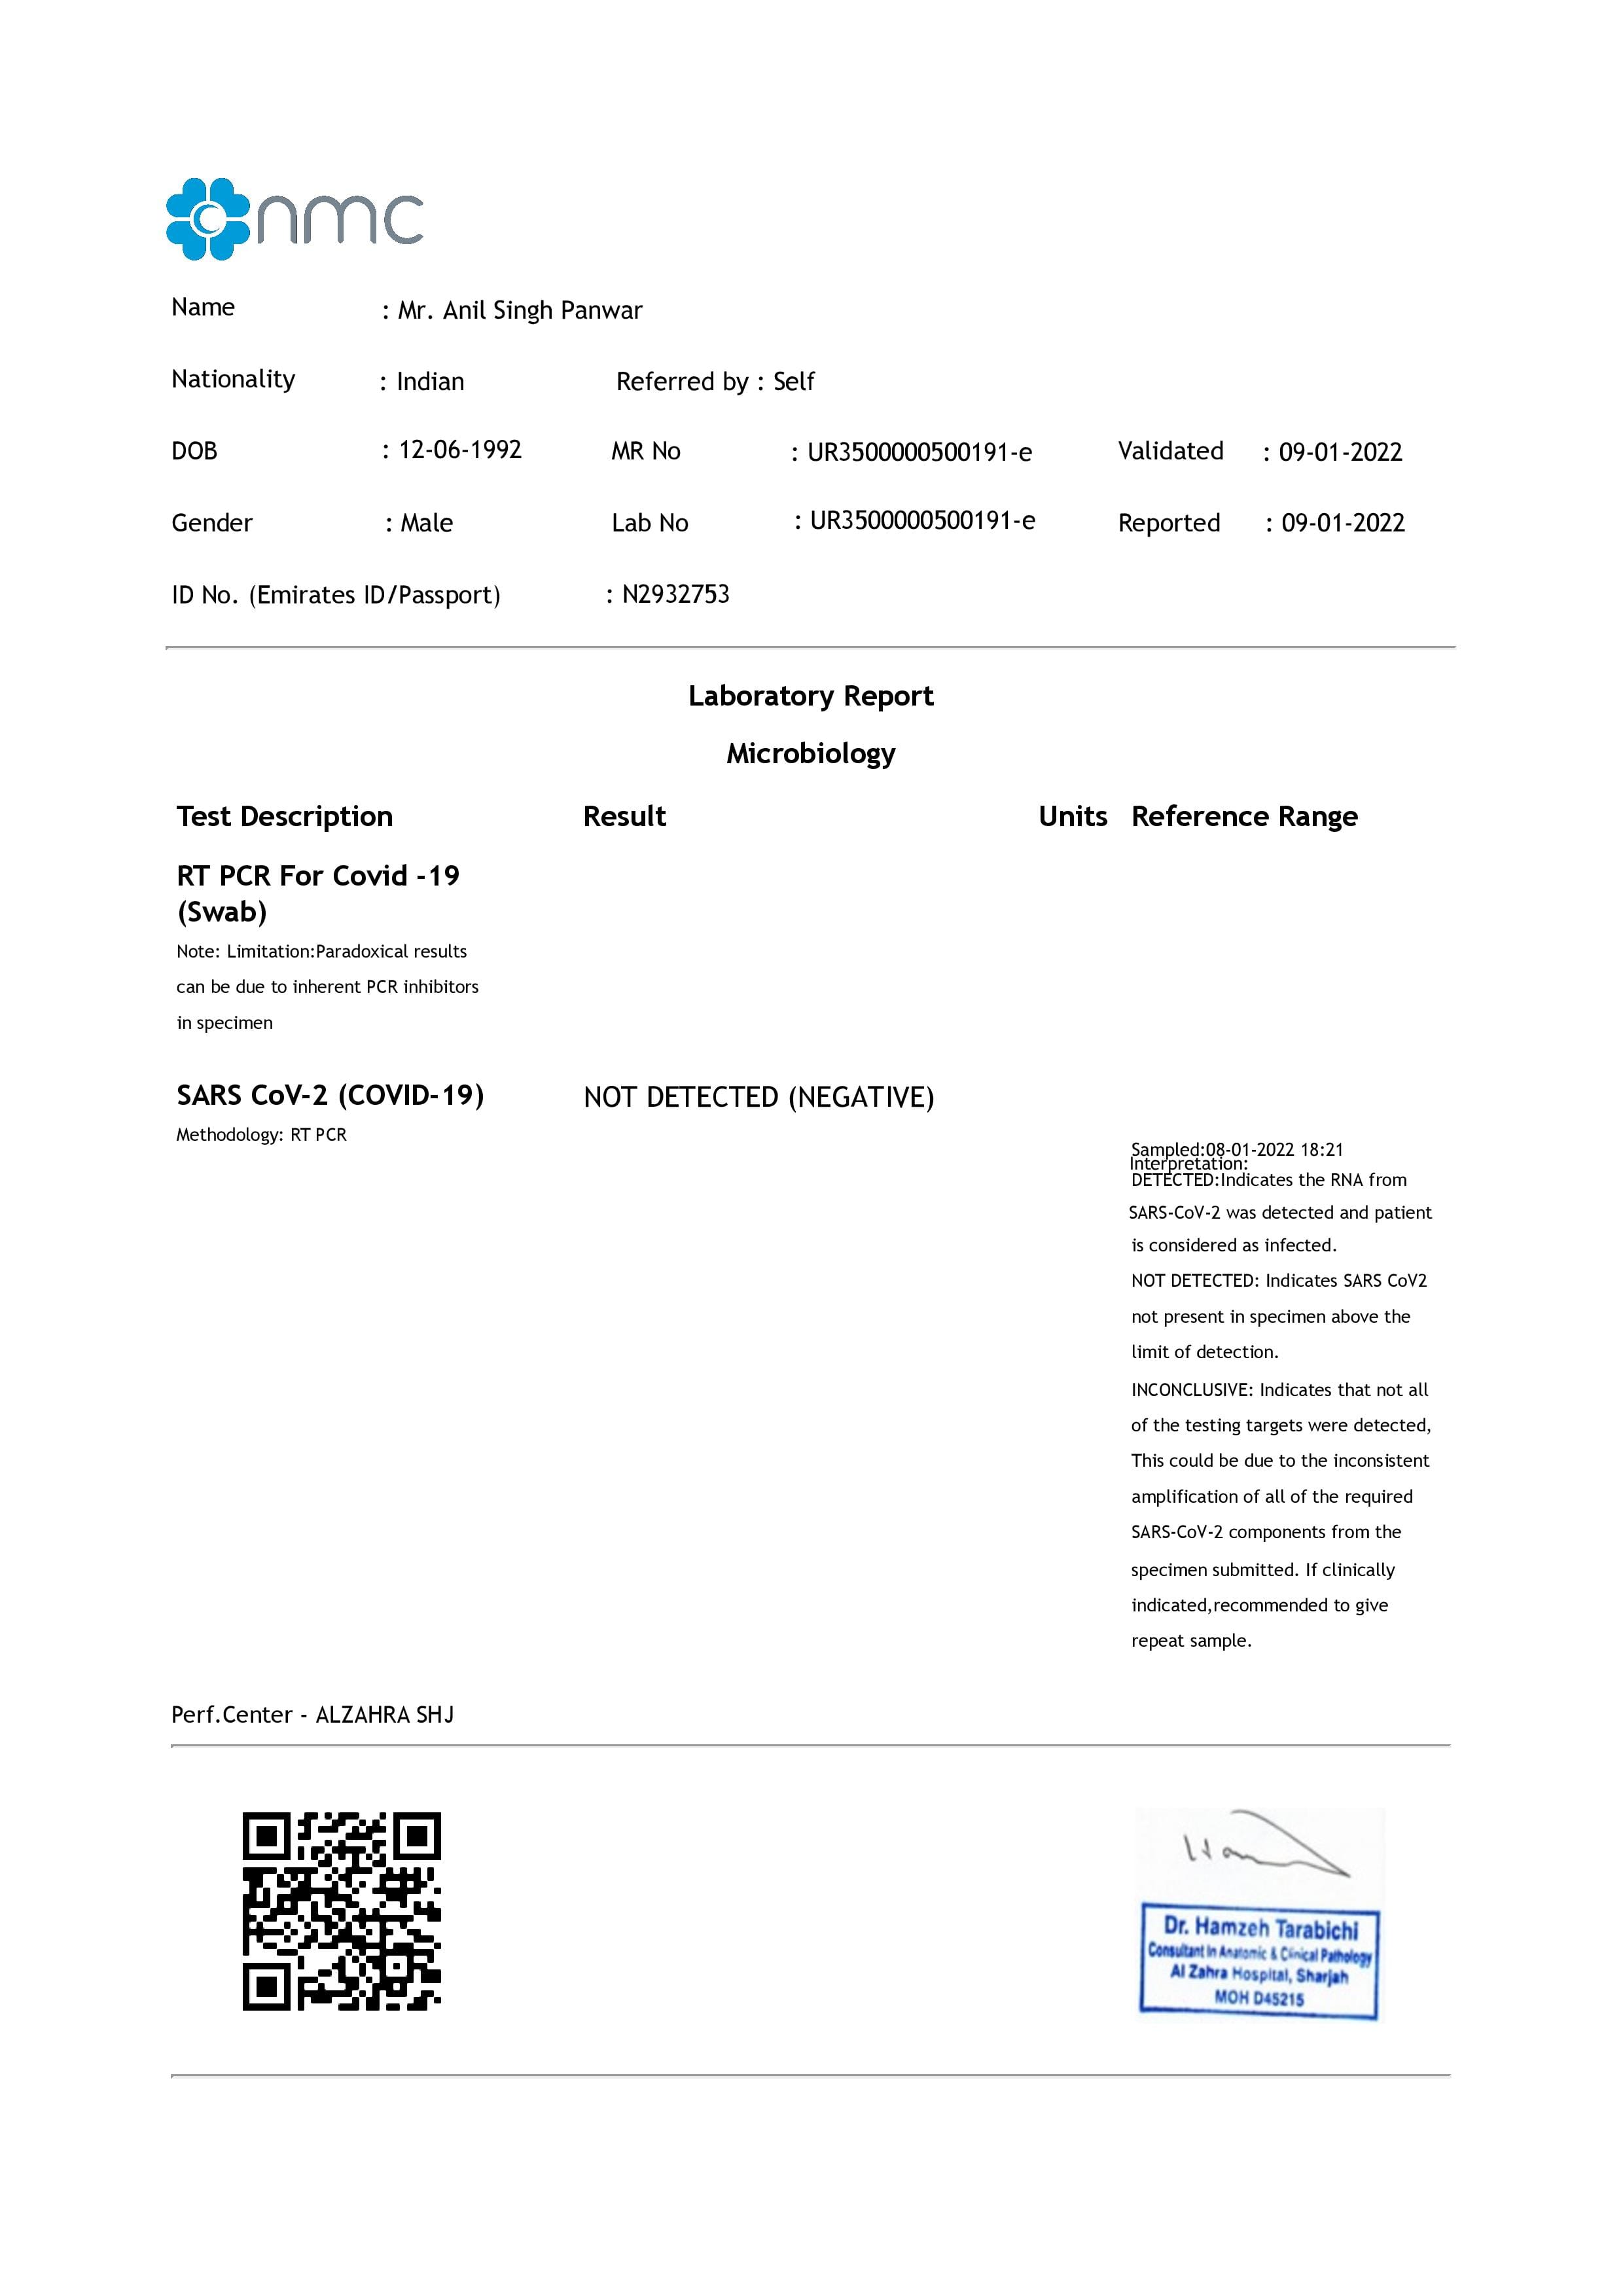 nmc
Name : Mr. Anil Singh Panwar
Nationality : Indian Referred by : Self
DOB : 12-06-1992 MR No : UR3500000500191-e Validated : 09-01-2022
Gender : Male Lab No : UR3500000500191-e Reported : 09-01-2022
ID No. (Emirates ID/Passport) : N2932753
Laboratory Report
Microbiology
Test Description Result Units Reference Range
RT PCR For Covid -19
(Swab)
Note: Limitation:Paradoxical results
can be due to inherent PCR inhibitors
in specimen
SARS CoV-2 (COVID-19) NOT DETECTED (NEGATIVE)
Methodology: RT PCR
Sampled:08-01-2022 18:21
Interpretation:
DETECTED:Indicates the RNA from
SARS-CoV-2 was detected and patient
is considered as infected.
NOT DETECTED: Indicates SARS CoV2
not present in specimen above the
limit of detection.
INCONCLUSIVE: Indicates that not all
of the testing targets were detected,
This could be due to the inconsistent
amplification of all of the required
SARS-CoV-2 components from the
specimen submitted. If clinically
indicated,recommended to give
repeat sample.
Perf.Center - ALZAHRA SHJ
Dr. Hamzeh Tarabichi
Consultant in Anatomic & Clinical Pathology
Al Zahra Hospital, Sharjah
MOH D45215